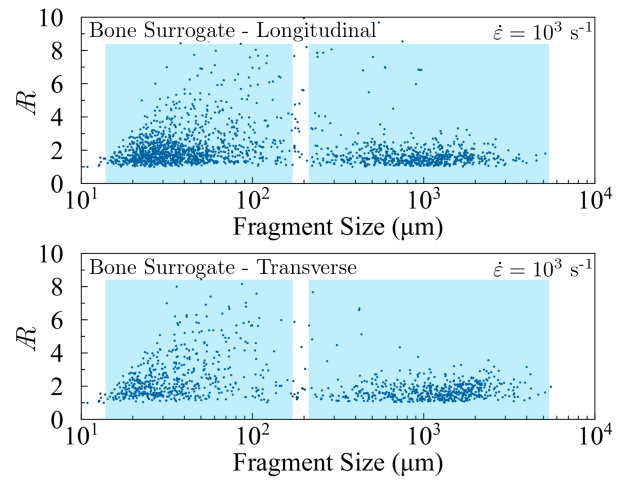 10
Bone Surrogate - Longitudinal
ε̇ = 10³ s⁻¹
8
6
Æ
4
2
0
10¹ 10² 10³ 10⁴
Fragment Size (μm)
10
Bone Surrogate - Transverse
ε̇ = 10³ s⁻¹
8
6
4
2
0
10¹ 10² 10³ 10⁴
Fragment Size (μm)